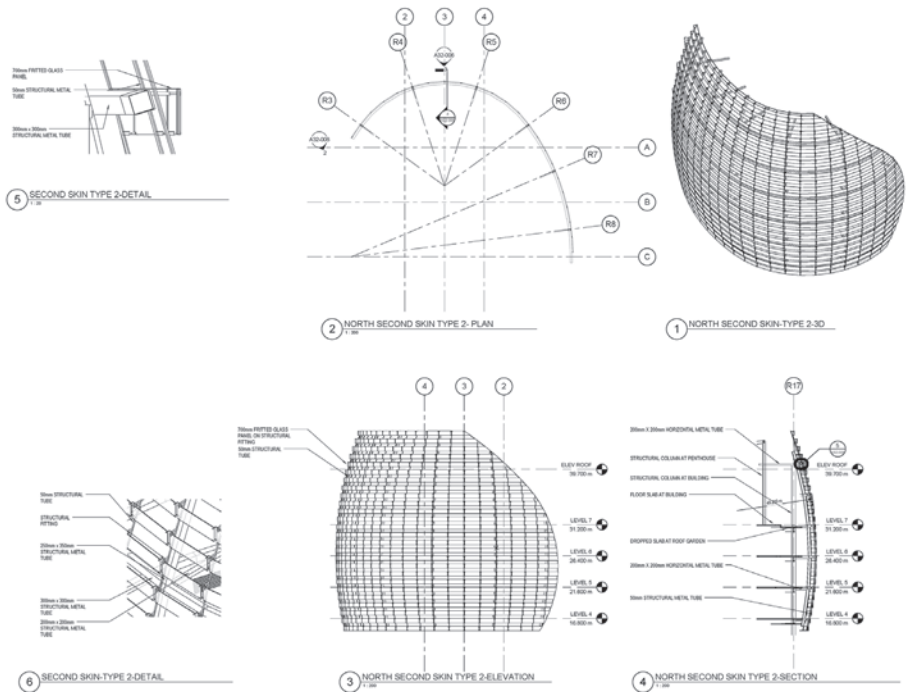 2
3
4
R4
R5
A32-006
R3
R6
A32-006
2
A
R7
B
R8
C
700mm FRITTED GLASS
PANEL
50mm STRUCTURAL METAL
TUBE
300mm x 300mm
STRUCTURAL METAL TUBE
5 SECOND SKIN TYPE 2-DETAIL
2 NORTH SECOND SKIN TYPE 2- PLAN
1 NORTH SECOND SKIN-TYPE 2-3D
4
3
2
700mm FRITTED GLASS
PANEL ON STRUCTURAL
FITTING
50mm STRUCTURAL
TUBE
ELEV ROOF
39.700 m
LEVEL 7
31.200 m
LEVEL 6
26.400 m
LEVEL 5
21.600 m
LEVEL 4
16.800 m
3 NORTH SECOND SKIN TYPE 2-ELEVATION
R17
200mm X 200mm HORIZONTAL METAL TUBE
STRUCTURAL COLUMN AT PENTHOUSE
STRUCTURAL COLUMN AT BUILDING
FLOOR SLAB AT BUILDING
DROPPED SLAB AT ROOF GARDEN
200mm X 200mm HORIZONTAL METAL TUBE
50mm STRUCTURAL METAL TUBE
ELEV ROOF
39.700 m
LEVEL 7
31.200 m
LEVEL 6
26.400 m
LEVEL 5
21.600 m
LEVEL 4
16.800 m
4 NORTH SECOND SKIN TYPE 2-SECTION
50mm STRUCTURAL
TUBE
STRUCTURAL
FITTING
STRUCTURAL METAL
TUBE
300mm x 300mm
STRUCTURAL METAL
TUBE
200mm x 200mm
STRUCTURAL METAL
TUBE
6 SECOND SKIN-TYPE 2-DETAIL